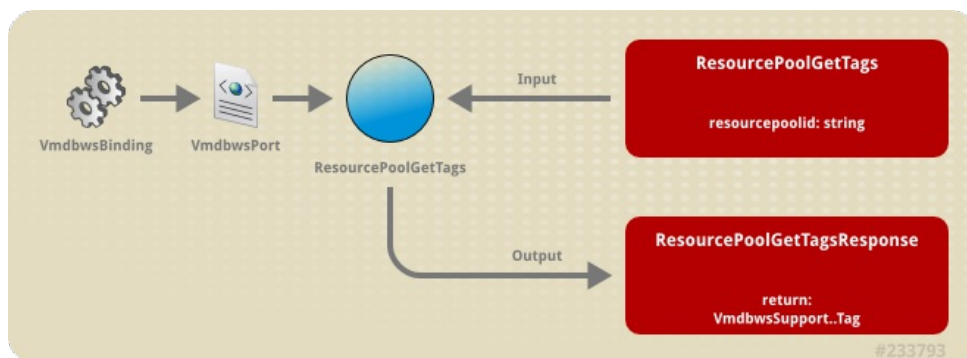 ResourcePoolGetTags
Input
resourcepoolid: string
VmdbwsBinding
VmdbwsPort
ResourcePoolGetTags
ResourcePoolGetTagsResponse
Output
return:
VmdbwsSupport..Tag
#233793